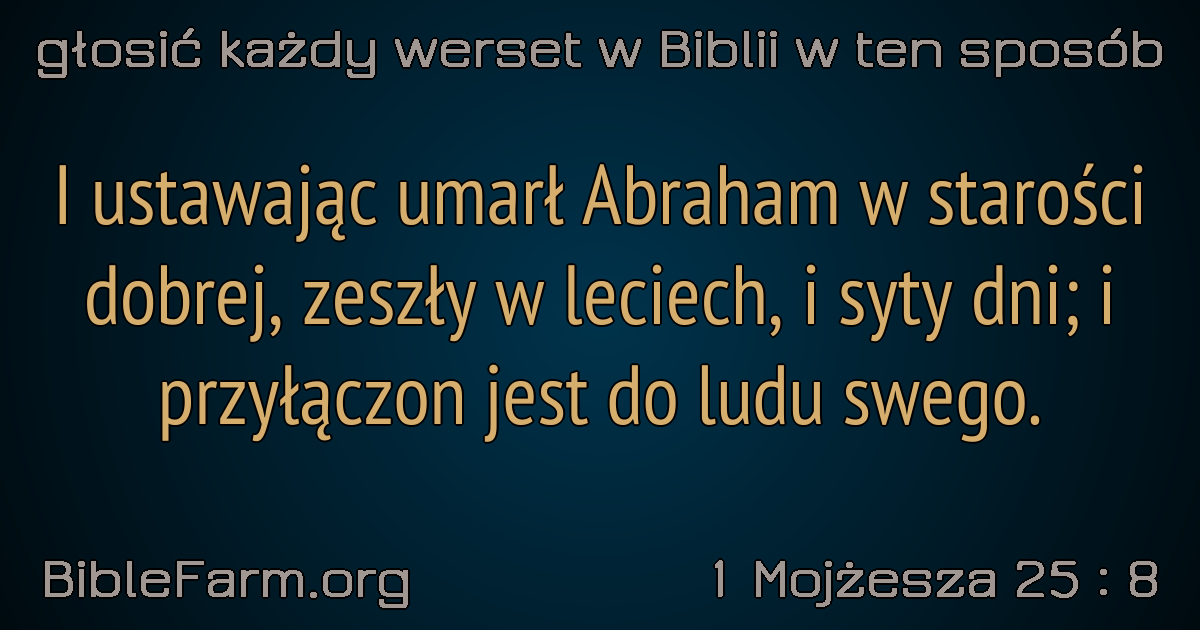 głosić każdy werset w Biblii w ten sposób
I ustawając umarł Abraham w starości
dobrej, zeszły w leciech, i syty dni; i
przyłączon jest do ludu swego.
BibleFarm.org
1 Mojżesza 25 : 8